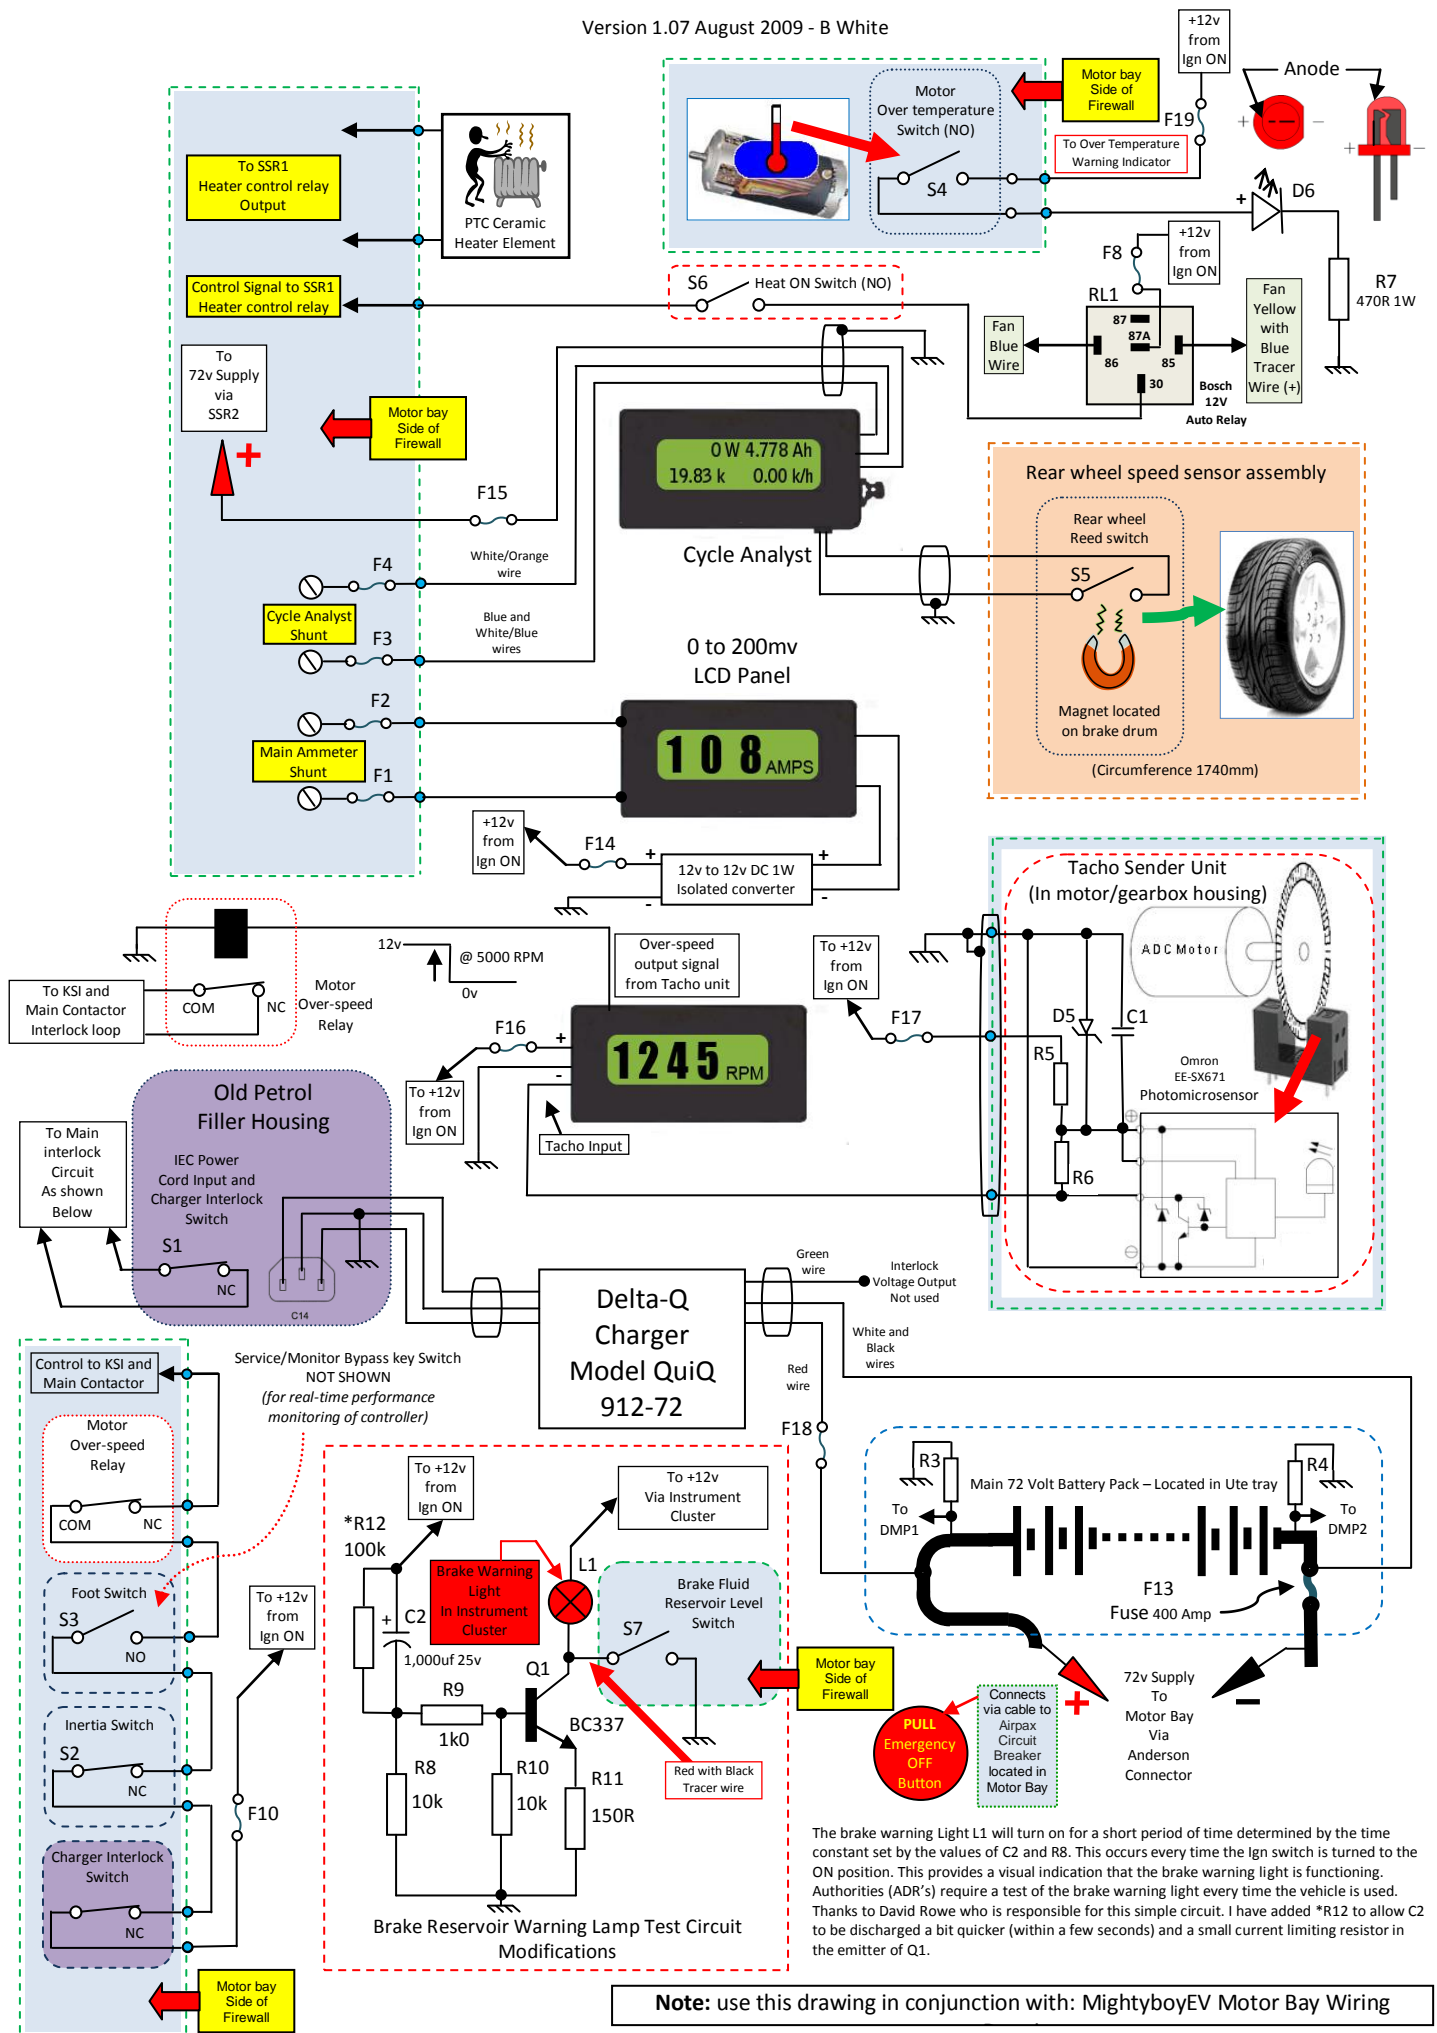 Version 1.07 August 2009 - B White
+12v
from
Ign ON
F19
Anode
+
–
+
–
Motor bay
Side of
Firewall
Motor
Over temperature
Switch (NO)
S4
To Over Temperature
Warning Indicator
+
D6
R7
470R 1W
To SSR1
Heater control relay
Output
PTC Ceramic
Heater Element
Control Signal to SSR1
Heater control relay
S6
Heat ON Switch (NO)
F8
+12v
from
Ign ON
RL1
87
87A
86
85
30
Bosch
12V
Auto Relay
Fan
Blue
Wire
Fan
Yellow
with
Blue
Tracer
Wire (+)
To
72v Supply
via
SSR2
+
Motor bay
Side of
Firewall
0 W 4.778 Ah
19.83 k 0.00 k/h
Cycle Analyst
F15
White/Orange
wire
F4
Cycle Analyst
Shunt
F3
Blue and
White/Blue
wires
Rear wheel speed sensor assembly
Rear wheel
Reed switch
S5
Magnet located
on brake drum
(Circumference 1740mm)
0 to 200mv
LCD Panel
F2
Main Ammeter
Shunt
F1
108 AMPS
+12v
from
Ign ON
F14
+
-
12v to 12v DC 1W
Isolated converter
+
-
Tacho Sender Unit
(In motor/gearbox housing)
ADC Motor
D5
C1
R5
R6
Omron
EE-SX671
Photomicrosensor
To +12v
from
Ign ON
F17
12v
@ 5000 RPM
0v
Over-speed
output signal
from Tacho unit
To KSI and
Main Contactor
Interlock loop
COM
NC
Motor
Over-speed
Relay
F16
+
-
To +12v
from
Ign ON
1245 RPM
Tacho Input
Old Petrol
Filler Housing
IEC Power
Cord Input and
Charger Interlock
Switch
S1
NC
C14
To Main
interlock
Circuit
As shown
Below
Delta-Q
Charger
Model QuiQ
912-72
Green
wire
Interlock
Voltage Output
Not used
White and
Black
wires
Red
wire
F18
Control to KSI and
Main Contactor
Service/Monitor Bypass key Switch
NOT SHOWN
(for real-time performance
monitoring of controller)
Motor
Over-speed
Relay
COM
NC
Foot Switch
S3
NO
Inertia Switch
S2
NC
Charger Interlock
Switch
NC
To +12v
from
Ign ON
F10
Motor bay
Side of
Firewall
To +12v
from
Ign ON
*R12
100k
+
C2
1,000uf 25v
Brake Warning
Light
In Instrument
Cluster
L1
To +12v
Via Instrument
Cluster
Brake Fluid
Reservoir Level
Switch
S7
Q1
BC337
R9
1k0
R8
10k
R10
10k
R11
150R
Red with Black
Tracer wire
Motor bay
Side of
Firewall
Brake Reservoir Warning Lamp Test Circuit
Modifications
R3
R4
Main 72 Volt Battery Pack – Located in Ute tray
To
DMP1
To
DMP2
F13
Fuse 400 Amp
72v Supply
To
Motor Bay
Via
Anderson
Connector
+
–
PULL
Emergency
OFF
Button
Connects
via cable to
Airpax
Circuit
Breaker
located in
Motor Bay
The brake warning Light L1 will turn on for a short period of time determined by the time
constant set by the values of C2 and R8. This occurs every time the Ign switch is turned to the
ON position. This provides a visual indication that the brake warning light is functioning.
Authorities (ADR's) require a test of the brake warning light every time the vehicle is used.
Thanks to David Rowe who is responsible for this simple circuit. I have added *R12 to allow C2
to be discharged a bit quicker (within a few seconds) and a small current limiting resistor in
the emitter of Q1.
Note: use this drawing in conjunction with: MightyboyEV Motor Bay Wiring